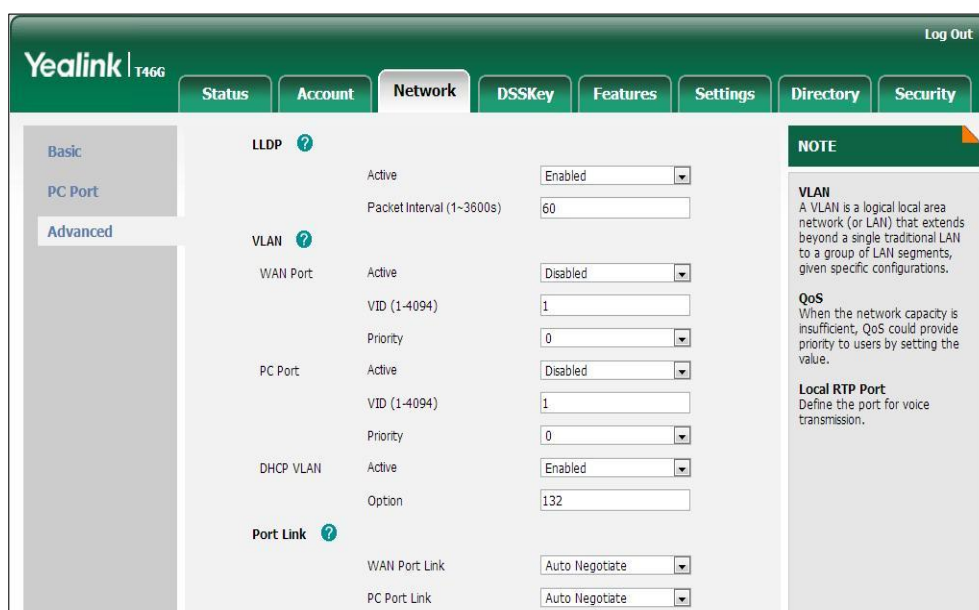 Log Out
Yealink T46G
Status Account Network DSSKey Features Settings Directory Security
Basic
PC Port
Advanced
LLDP ?
Active Enabled
Packet Interval (1~3600s) 60
VLAN ?
WAN Port Active Disabled
VID (1-4094) 1
Priority 0
PC Port Active Disabled
VID (1-4094) 1
Priority 0
DHCP VLAN Active Enabled
Option 132
Port Link ?
WAN Port Link Auto Negotiate
PC Port Link Auto Negotiate
NOTE
VLAN
A VLAN is a logical local area
network (or LAN) that extends
beyond a single traditional LAN
to a group of LAN segments,
given specific configurations.
QoS
When the network capacity is
insufficient, QoS could provide
priority to users by setting the
value.
Local RTP Port
Define the port for voice
transmission.